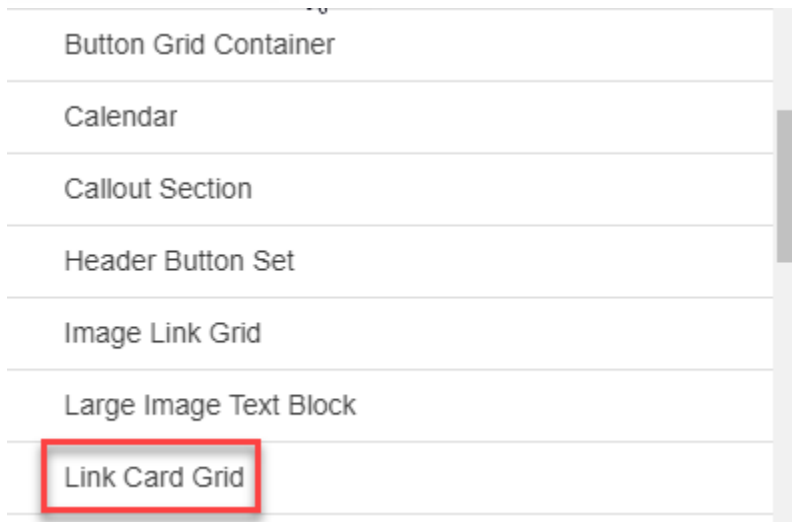 Button Grid Container
Calendar
Callout Section
Header Button Set
Image Link Grid
Large Image Text Block
Link Card Grid